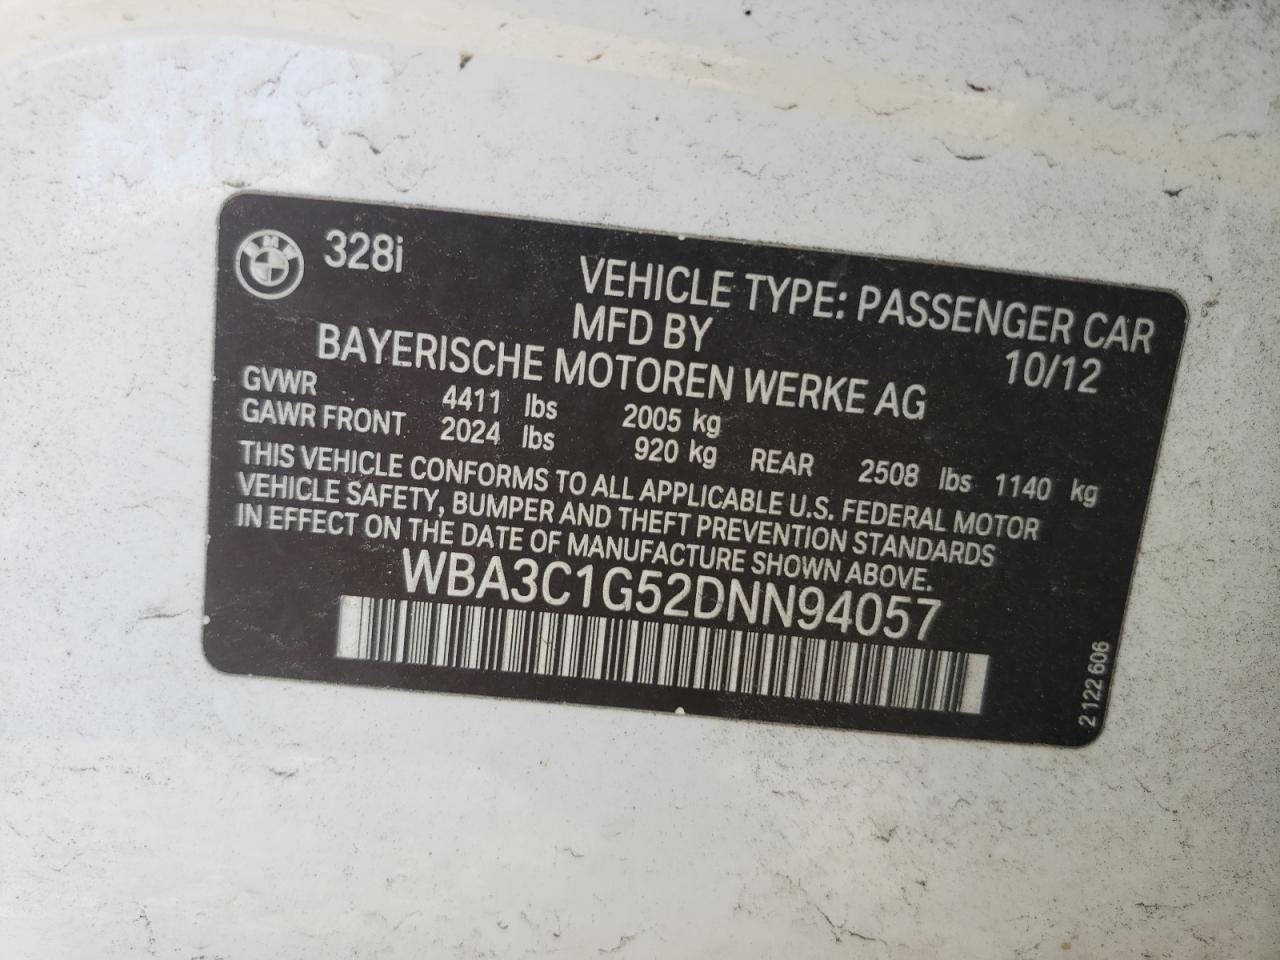 BMW 328i
VEHICLE TYPE: PASSENGER CAR
MFD BY 10/12
BAYERISCHE MOTOREN WERKE AG
GVWR 4411 lbs 2005 kg
GAWR FRONT 2024 lbs 920 kg REAR 2508 lbs 1140 kg
THIS VEHICLE CONFORMS TO ALL APPLICABLE U.S. FEDERAL MOTOR
VEHICLE SAFETY, BUMPER AND THEFT PREVENTION STANDARDS
IN EFFECT ON THE DATE OF MANUFACTURE SHOWN ABOVE.
WBA3C1G52DNN94057
2 122 606